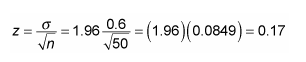 z = σ/√n = 1.96 0.6/√50 = (1.96)(0.0849) = 0.17